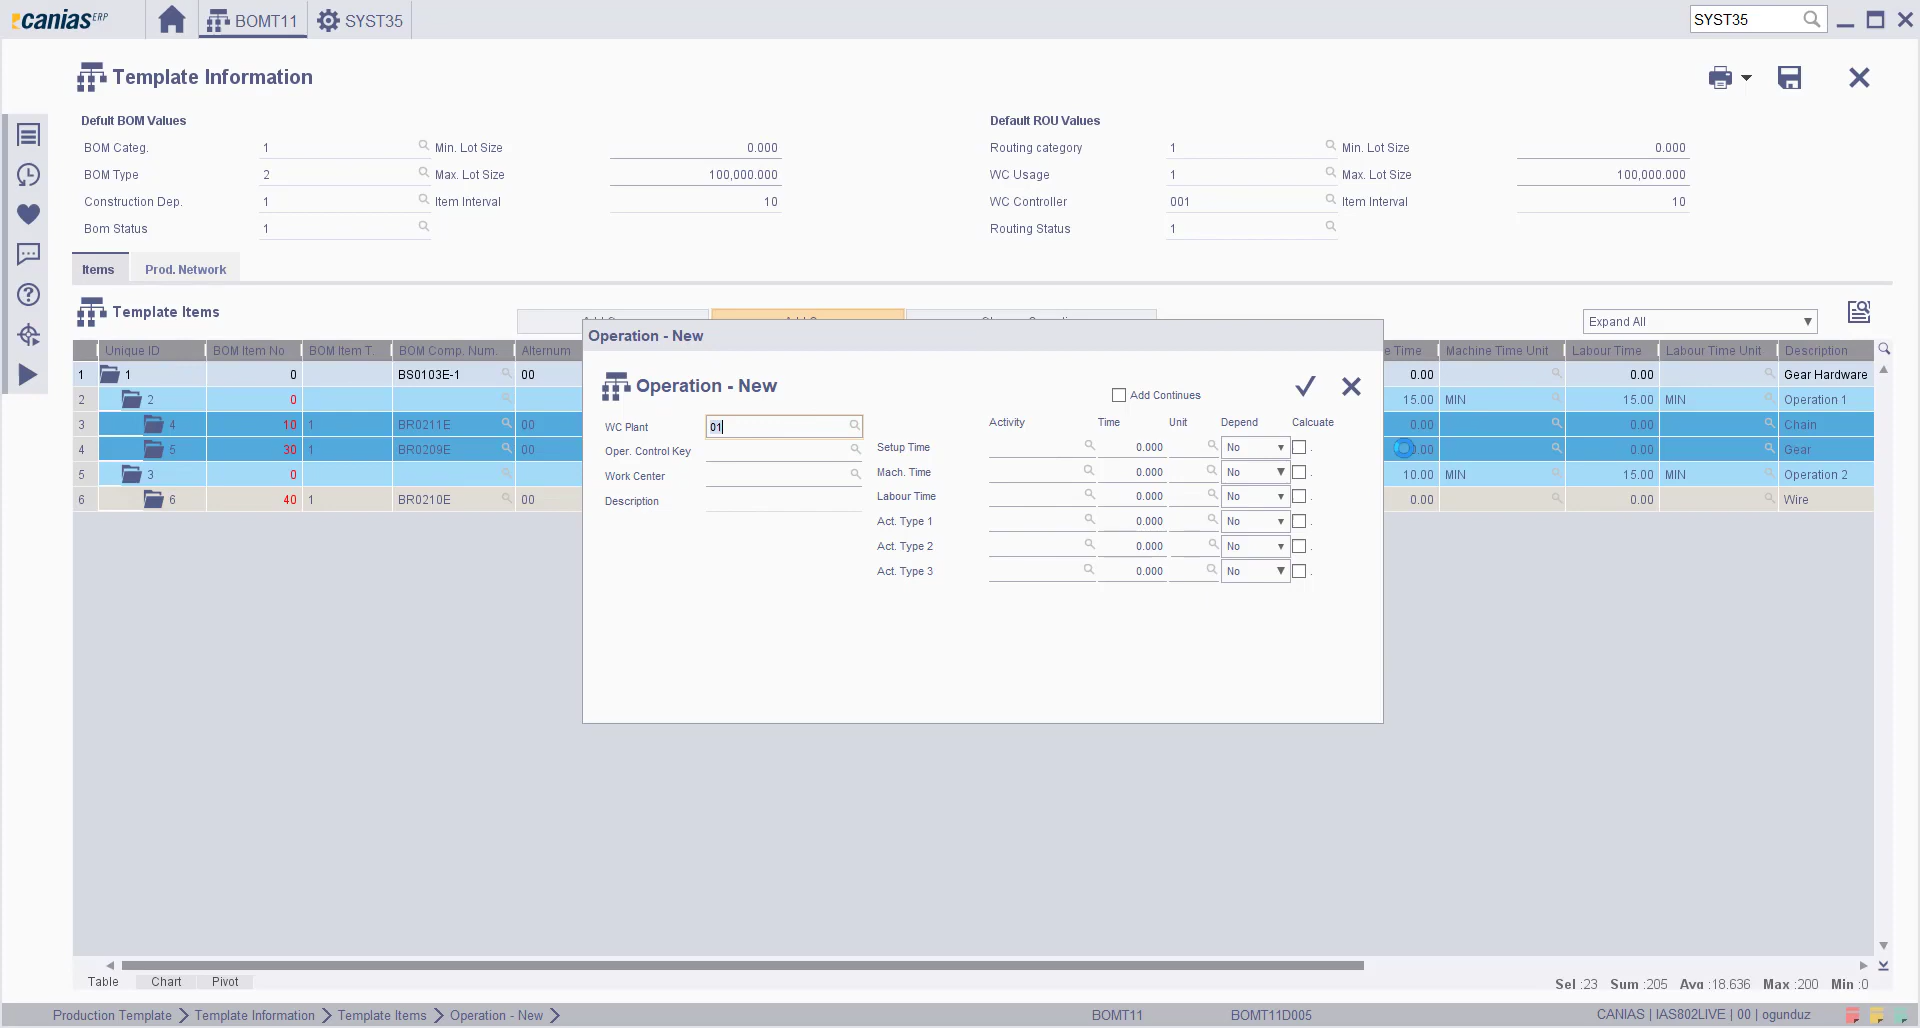 canias ERP BOMT11 SYST35 SYST35
Template Information
Defult BOM Values Default ROU Values
BOM Categ. 1 Min. Lot Size 0.000 Routing category 1 Min. Lot Size 0.000
BOM Type 2 Max. Lot Size 100,000.000 WC Usage 1 Max. Lot Size 100,000.000
Construction Dep. 1 Item Interval 10 WC Controller 001 Item Interval 10
Bom Status 1 Routing Status 1
Items Prod. Network
Template Items Expand All
Unique ID BOM Item No BOM Item T. BOM Comp. Num. Alternum e Time Machine Time Unit Labour Time Labour Time Unit Description
1 1 0 BS0103E-1 00 0.00 0.00 Gear Hardware
2 2 0 15.00 MIN 15.00 MIN Operation 1
3 4 10 1 BR0211E 00 0.00 0.00 Chain
4 5 30 1 BR0209E 00 0.00 Gear
5 3 0 10.00 MIN 15.00 MIN Operation 2
6 6 40 1 BR0210E 00 0.00 0.00 Wire
Operation - New
Operation - New Add Continues
WC Plant 01
Oper. Control Key
Work Center
Description
Activity Time Unit Depend Calcuate
Setup Time 0.000 No .
Mach. Time 0.000 No .
Labour Time 0.000 No .
Act. Type 1 0.000 No .
Act. Type 2 0.000 No .
Act. Type 3 0.000 No .
Table Chart Pivot Sel :23 Sum :205 Avg :18.636 Max :200 Min :0
Production Template Template Information Template Items Operation - New BOMT11 BOMT11D005 CANIAS | IAS802LIVE | 00 | ogunduz